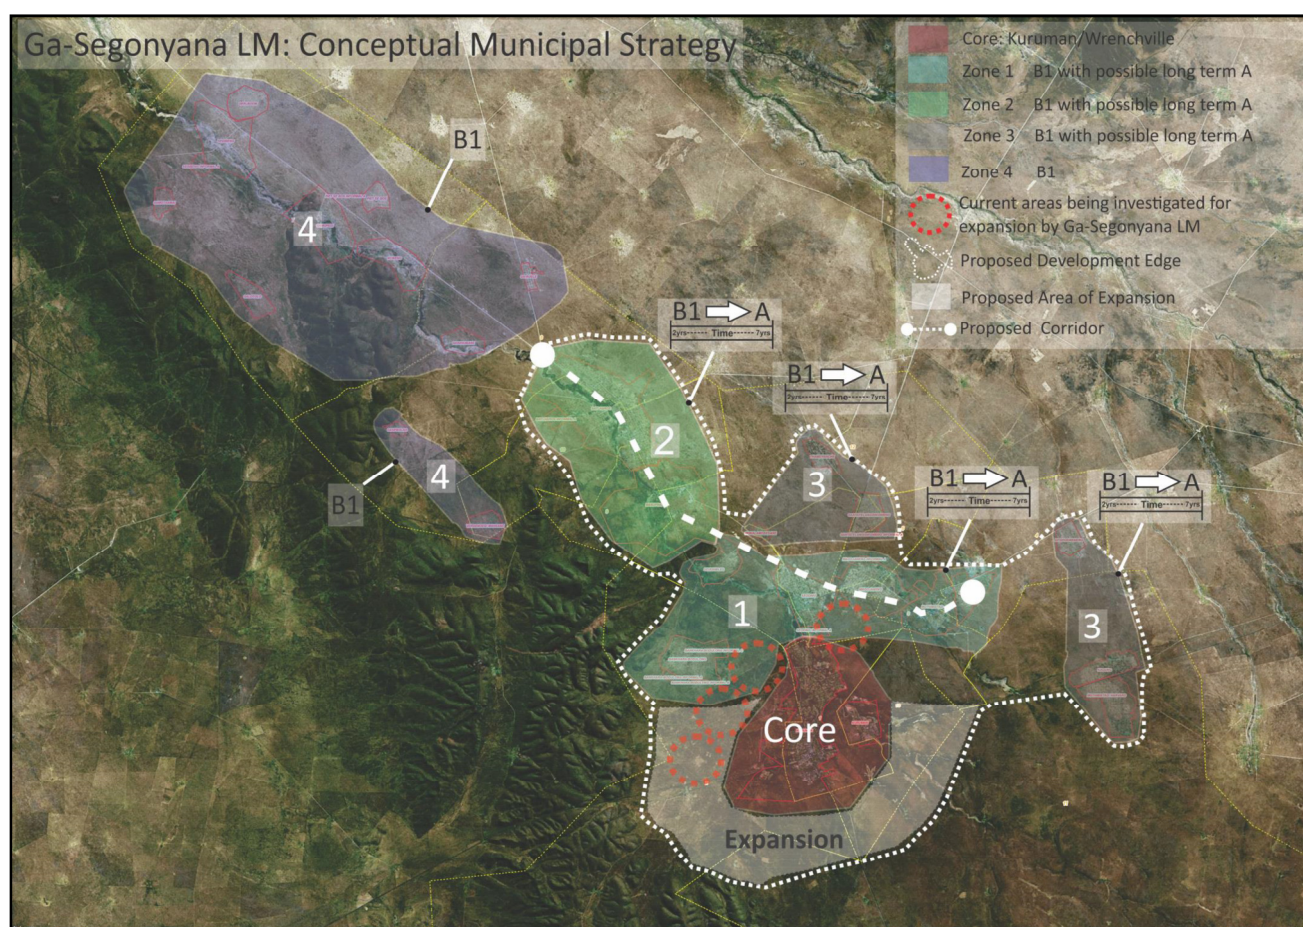 Ga-Segonyana LM: Conceptual Municipal Strategy
Core: Kuruman/Wrenchville
Zone 1 B1 with possible long term A
Zone 2 B1 with possible long term A
Zone 3 B1 with possible long term A
Zone 4 B1
Current areas being investigated for
expansion by Ga-Segonyana LM
Proposed Development Edge
Proposed Area of Expansion
Proposed Corridor
B1
4
B1 A
2yrs------ Time------ 7yrs
B1 A
2yrs------ Time------ 7yrs
2
4
B1
3
B1 A
2yrs------ Time------ 7yrs
B1 A
2yrs------ Time------ 7yrs
1
3
Core
Expansion